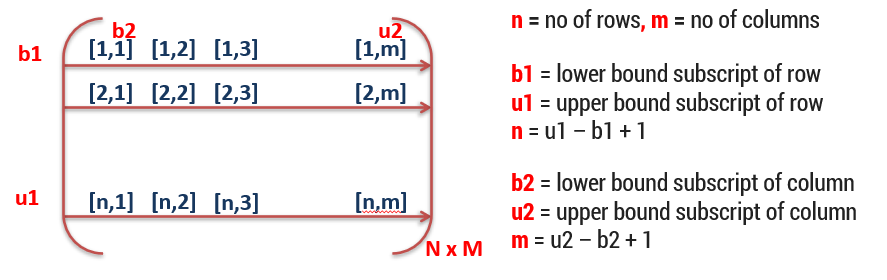 b2 u2
b1 [1,1] [1,2] [1,3] [1,m]
[2,1] [2,2] [2,3] [2,m]
u1 [n,1] [n,2] [n,3] [n,m]
N x M
n = no of rows, m = no of columns
b1 = lower bound subscript of row
u1 = upper bound subscript of row
n = u1 – b1 + 1
b2 = lower bound subscript of column
u2 = upper bound subscript of column
m = u2 – b2 + 1